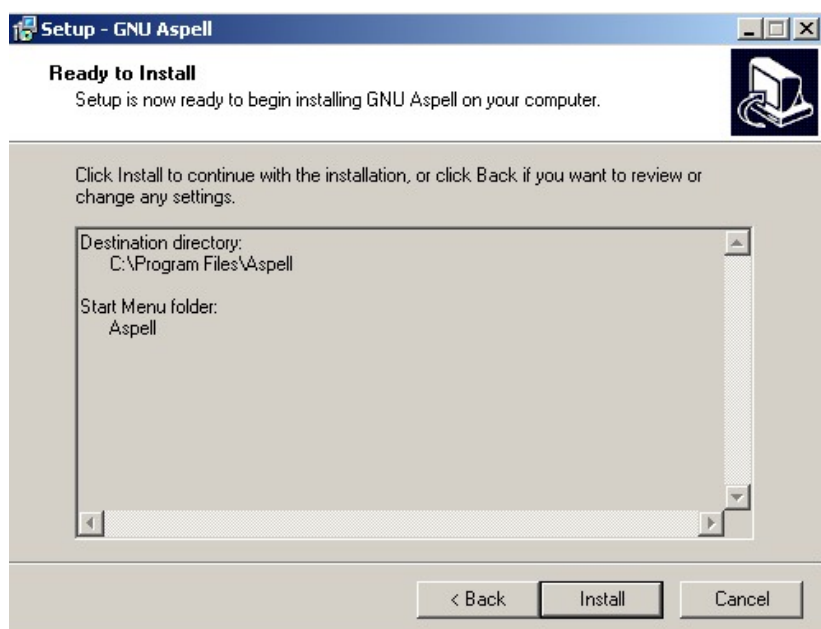 Setup - GNU Aspell
Ready to Install
Setup is now ready to begin installing GNU Aspell on your computer.
Click Install to continue with the installation, or click Back if you want to review or
change any settings.
Destination directory:
C:\Program Files\Aspell
Start Menu folder:
Aspell
< Back
Install
Cancel